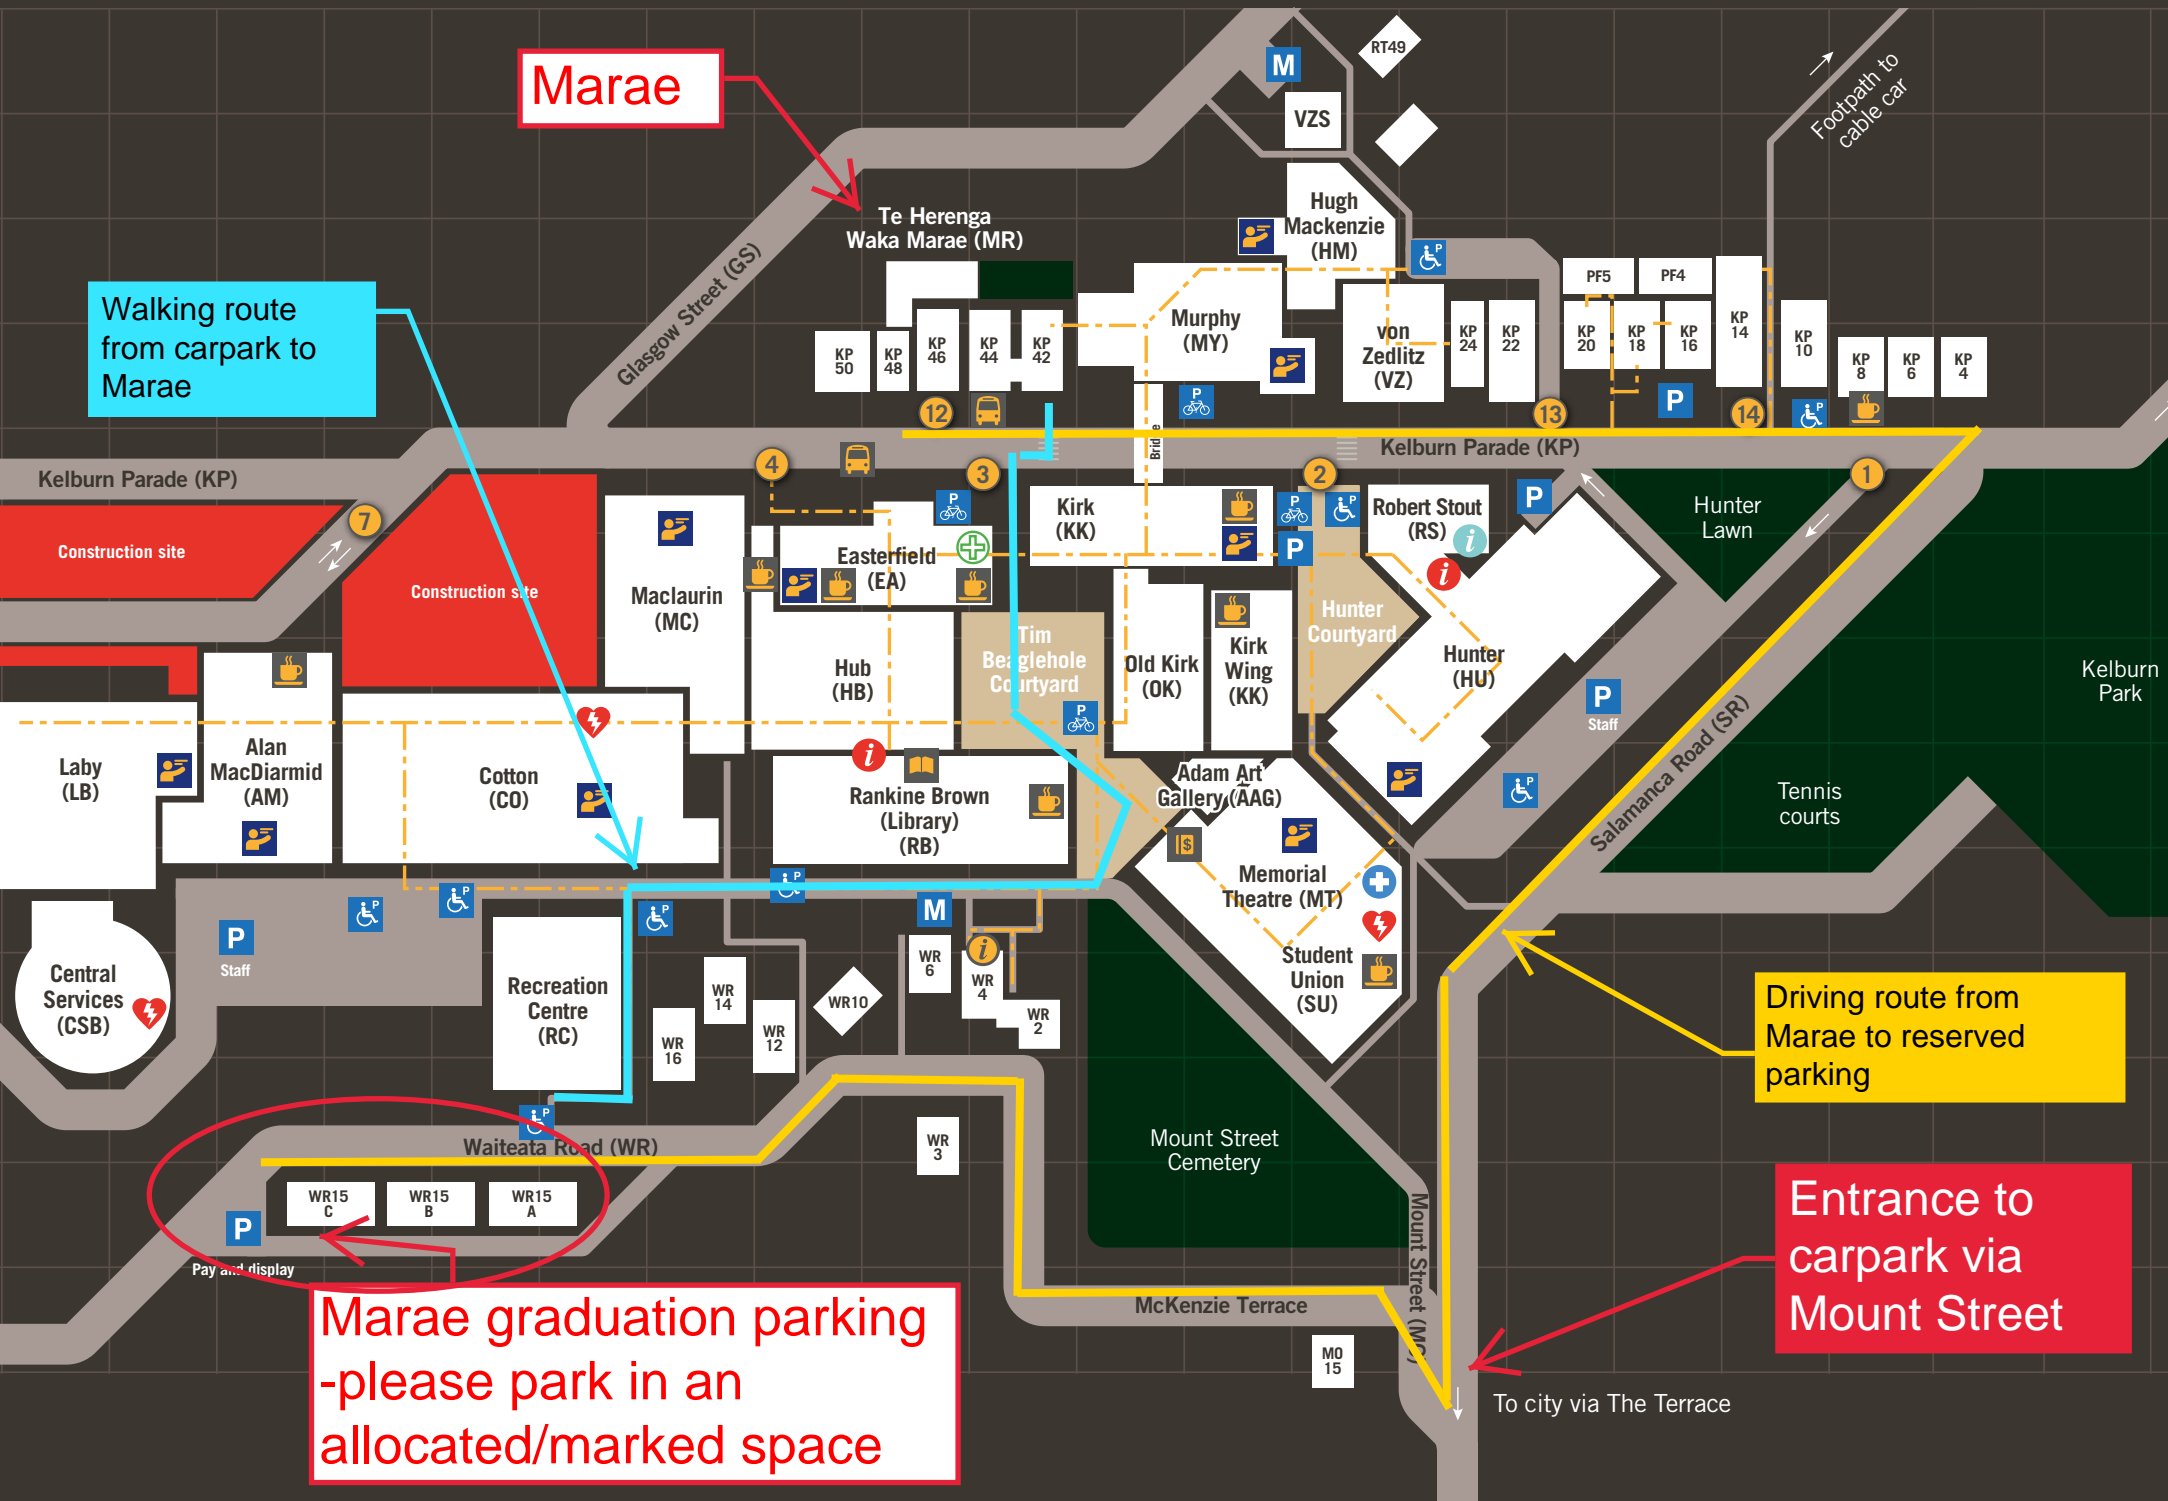 RT49
M
Marae
VZS
Footpath to
cable car
Te Herenga
Waka Marae (MR)
Hugh
Mackenzie
(HM)
Glasgow Street (GS)
Walking route
from carpark to
Marae
P
PF5
PF4
Murphy
(MY)
von
Zedlitz
(VZ)
KP
50
KP
48
KP
46
KP
44
KP
42
KP
24
KP
22
KP
20
KP
18
KP
16
KP
14
KP
10
KP
8
KP
6
KP
4
12
P
13
P
14
P
Bridge
Kelburn Parade (KP)
Kelburn Parade (KP)
4
3
2
1
7
Construction site
Construction site
Maclaurin
(MC)
Easterfield
(EA)
P
Kirk
(KK)
P
P
P
Robert Stout
(RS)
i
i
P
Hunter
Lawn
Hub
(HB)
Tim
Beaglehole
Courtyard
P
Old Kirk
(OK)
Kirk
Wing
(KK)
Hunter
Courtyard
Hunter
(HU)
P
Staff
Kelburn
Park
Laby
(LB)
Alan
MacDiarmid
(AM)
Cotton
(CO)
i
Rankine Brown
(Library)
(RB)
Adam Art
Gallery (AAG)
$
Memorial
Theatre (MT)
P
Salamanca Road (SR)
Tennis
courts
P
P
P
P
M
P
Staff
Central
Services
(CSB)
Recreation
Centre
(RC)
WR
16
WR
14
WR
12
WR10
WR
6
i
WR
4
WR
2
Student
Union
(SU)
Driving route from
Marae to reserved
parking
P
Waiteata Road (WR)
WR
3
Mount Street
Cemetery
WR15
C
WR15
B
WR15
A
P
Pay and display
Mount Street (MO)
Entrance to
carpark via
Mount Street
McKenzie Terrace
Marae graduation parking
-please park in an
allocated/marked space
MO
15
To city via The Terrace